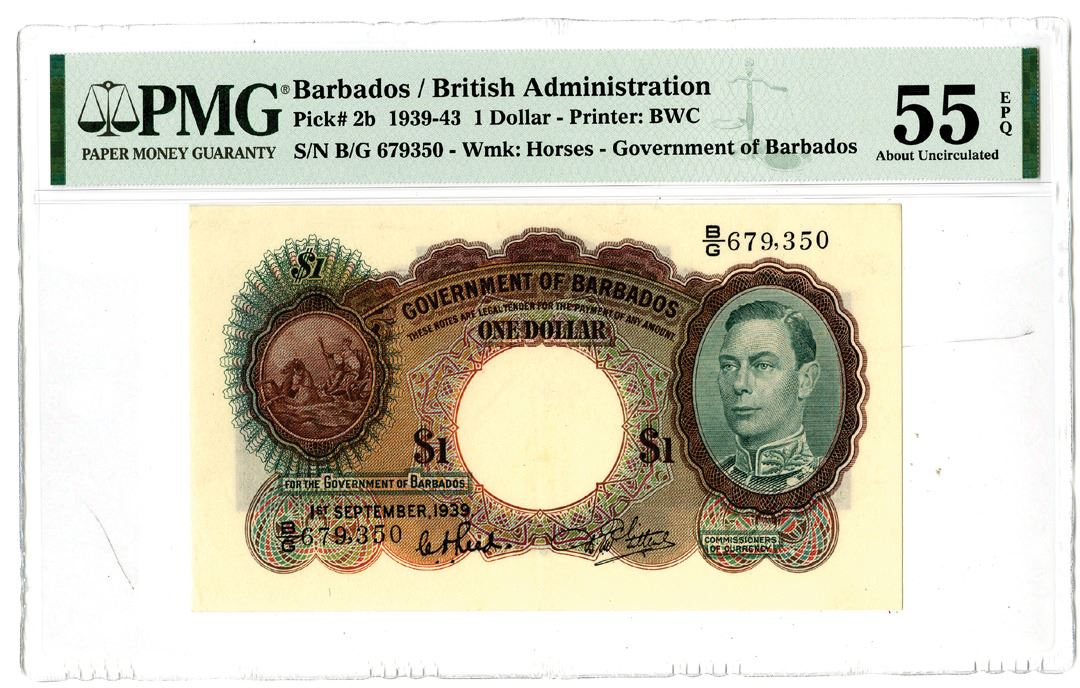 PMG®
PAPER MONEY GUARANTY
Barbados / British Administration
Pick# 2b 1939-43 1 Dollar - Printer: BWC
S/N B/G 679350 - Wmk: Horses - Government of Barbados
55
About Uncirculated
EPQ
B/G 679,350
$1
GOVERNMENT OF BARBADOS
THESE NOTES ARE LEGAL TENDER FOR THE PAYMENT OF ANY AMOUNT.
ONE DOLLAR
$1 $1
FOR THE GOVERNMENT OF BARBADOS
1ST SEPTEMBER, 1939
B/G 679,350
COMMISSIONERS
OF CURRENCY